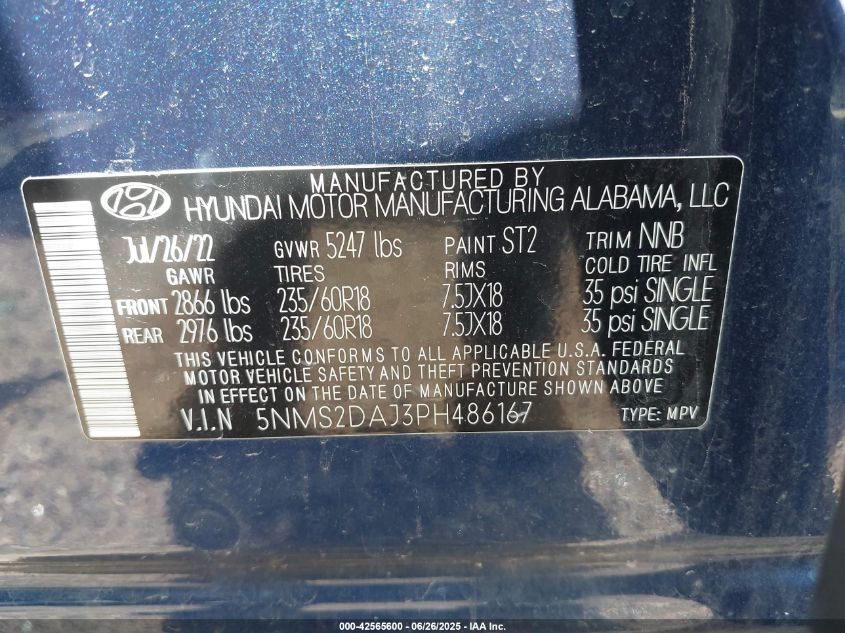 MANUFACTURED BY
HYUNDAI MOTOR MANUFACTURING ALABAMA, LLC
Jul/26/22 GVWR 5247 lbs PAINT ST2 TRIM NNB
GAWR TIRES RIMS COLD TIRE INFL
FRONT 2866 lbs 235/60R18 7.5JX18 35 psi SINGLE
REAR 2976 lbs 235/60R18 7.5JX18 35 psi SINGLE
THIS VEHICLE CONFORMS TO ALL APPLICABLE U.S.A. FEDERAL
MOTOR VEHICLE SAFETY AND THEFT PREVENTION STANDARDS
IN EFFECT ON THE DATE OF MANUFACTURE SHOWN ABOVE
V.I.N 5NMS2DAJ3PH486167 TYPE: MPV
000-42565600 - 06/26/2025 - IAA Inc.